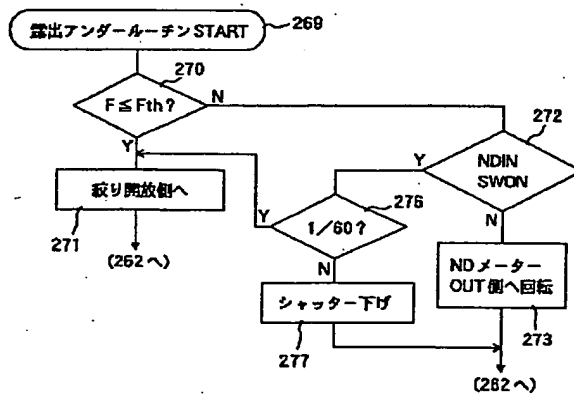 露出アンダールーチンSTART
269
270
F≦Fth?
N
272
Y
NDIN
SWON
Y
276
絞り開放側へ
Y
1/60?
N
271
(262へ)
N
NDメーター
OUT側へ回転
シャッター下げ
273
277
(262へ)